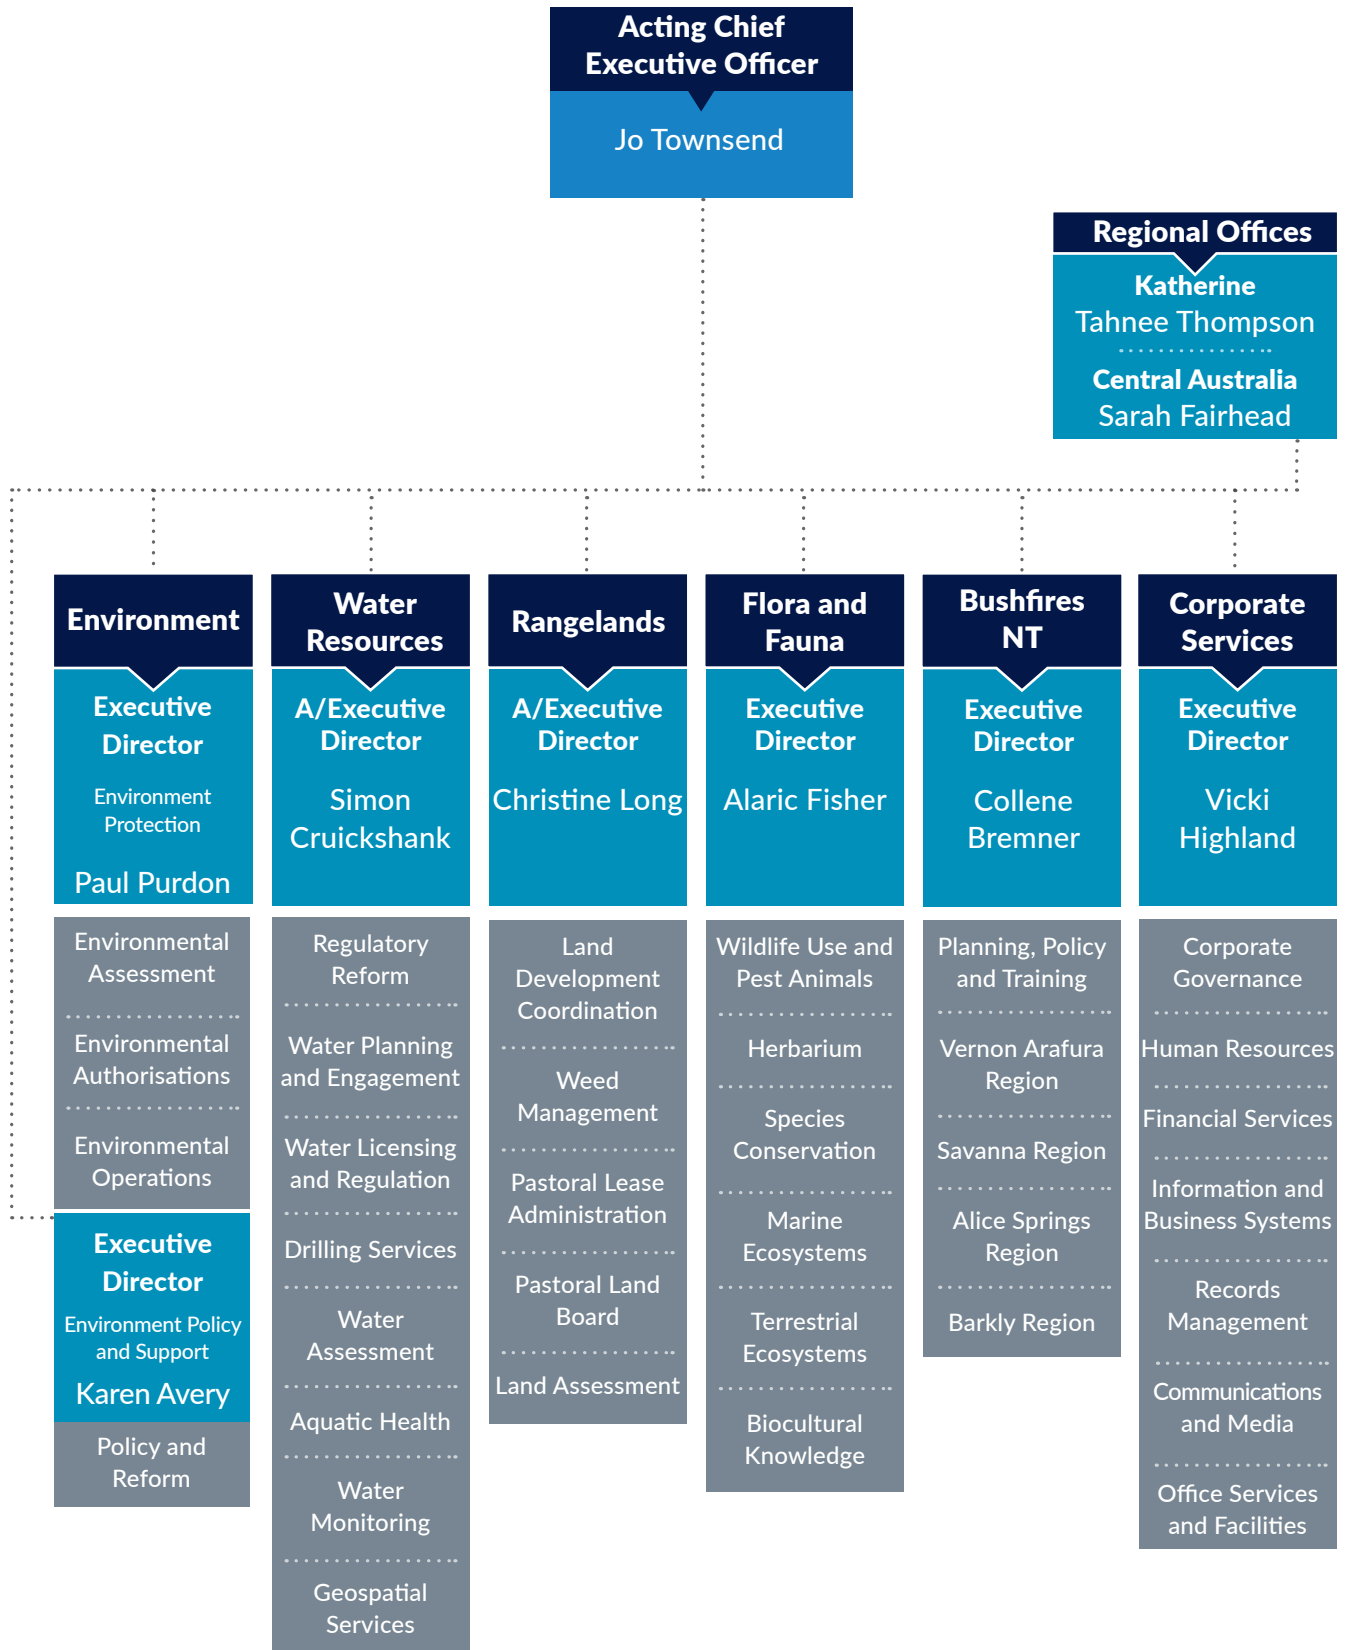 Acting Chief
Executive Officer
Jo Townsend
Regional Offices
Katherine
Tahnee Thompson
Central Australia
Sarah Fairhead
Environment
Executive
Director
Environment
Protection
Paul Purdon
Environmental
Assessment
Environmental
Authorisations
Environmental
Operations
Executive
Director
Environment Policy
and Support
Karen Avery
Policy and
Reform
Water
Resources
A/Executive
Director
Simon
Cruickshank
Regulatory
Reform
Water Planning
and Engagement
Water Licensing
and Regulation
Drilling Services
Water
Assessment
Aquatic Health
Water
Monitoring
Geospatial
Services
Rangelands
A/Executive
Director
Christine Long
Land
Development
Coordination
Weed
Management
Pastoral Lease
Administration
Pastoral Land
Board
Land Assessment
Flora and
Fauna
Executive
Director
Alaric Fisher
Wildlife Use and
Pest Animals
Herbarium
Species
Conservation
Marine
Ecosystems
Terrestrial
Ecosystems
Biocultural
Knowledge
Bushfires
NT
Executive
Director
Collene
Bremner
Planning, Policy
and Training
Vernon Arafura
Region
Savanna Region
Alice Springs
Region
Barkly Region
Corporate
Services
Executive
Director
Vicki
Highland
Corporate
Governance
Human Resources
Financial Services
Information and
Business Systems
Records
Management
Communications
and Media
Office Services
and Facilities